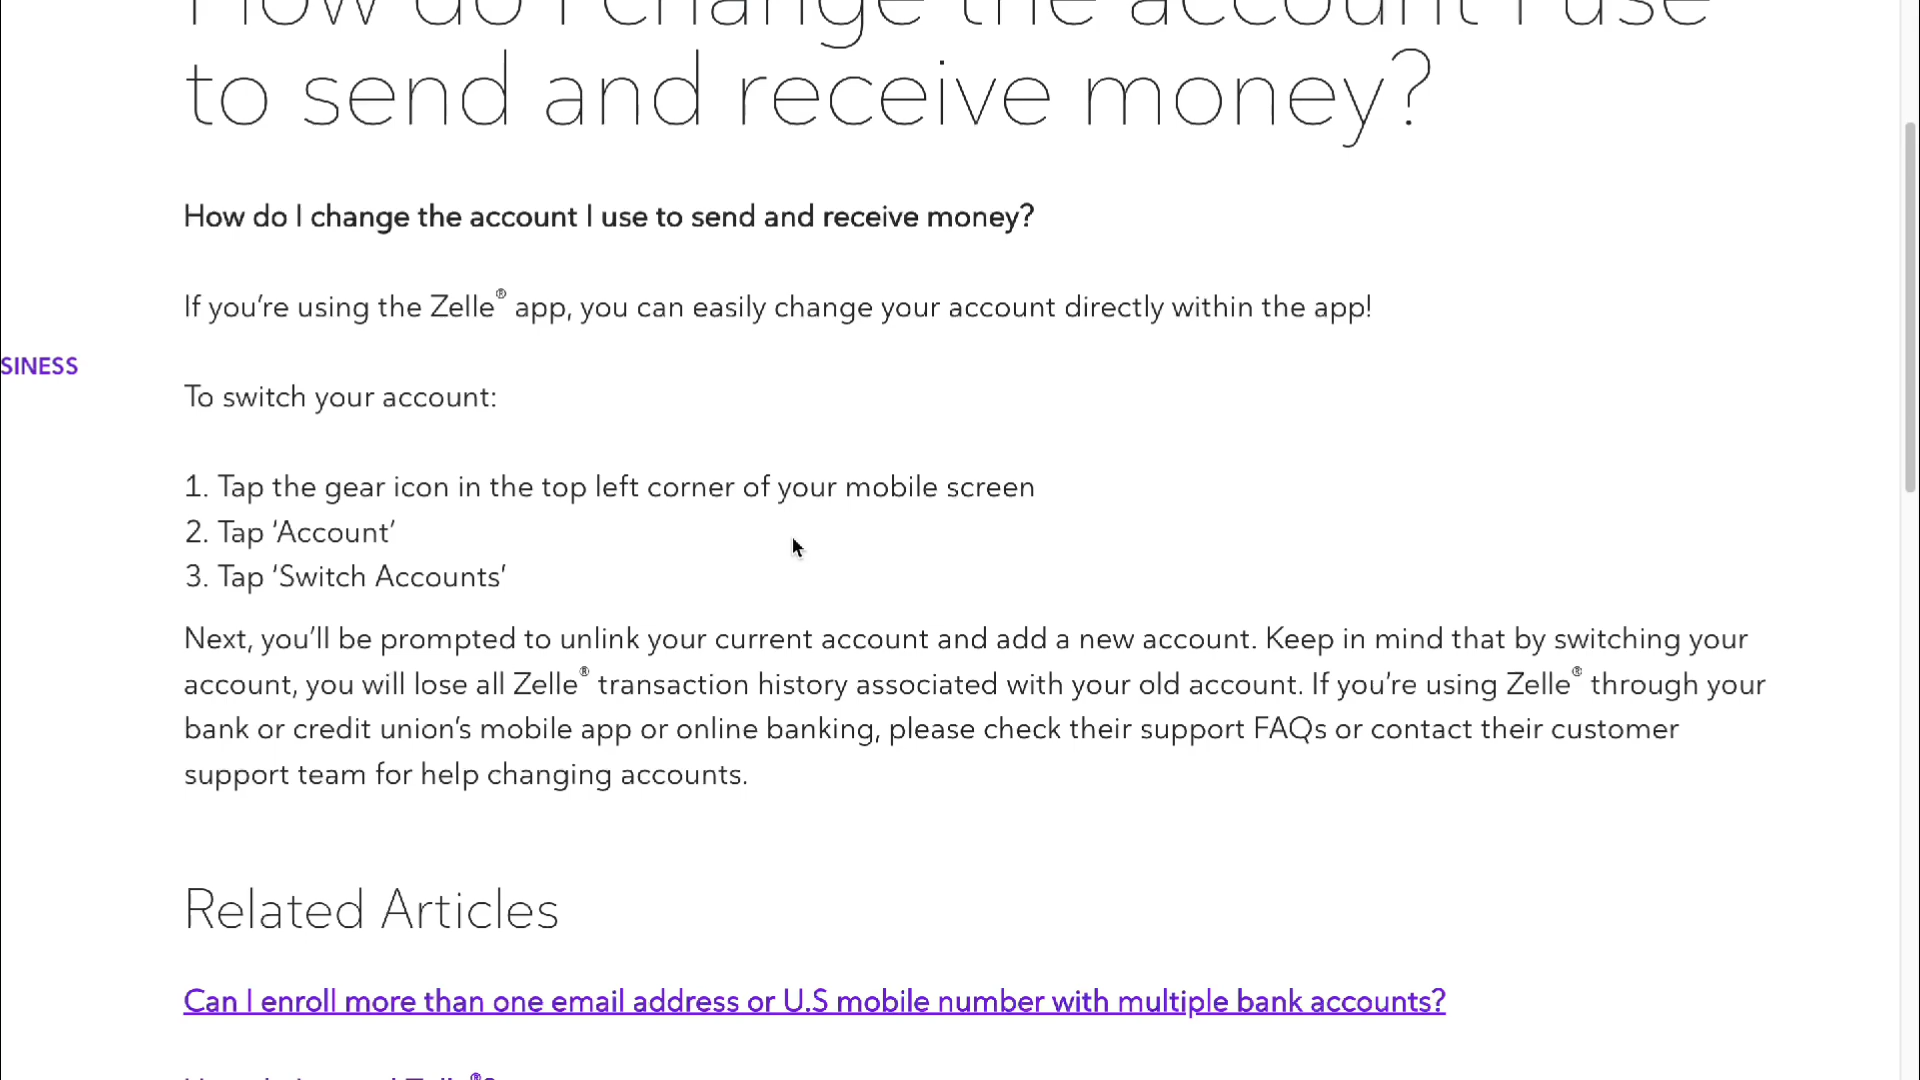 How do I change the account I use
to send and receive money?
How do I change the account I use to send and receive money?
If you’re using the Zelle® app, you can easily change your account directly within the app!
SINESS
To switch your account:
1. Tap the gear icon in the top left corner of your mobile screen
2. Tap ‘Account’
3. Tap ‘Switch Accounts’
Next, you’ll be prompted to unlink your current account and add a new account. Keep in mind that by switching your
account, you will lose all Zelle® transaction history associated with your old account. If you’re using Zelle® through your
bank or credit union’s mobile app or online banking, please check their support FAQs or contact their customer
support team for help changing accounts.
Related Articles
Can I enroll more than one email address or U.S mobile number with multiple bank accounts?